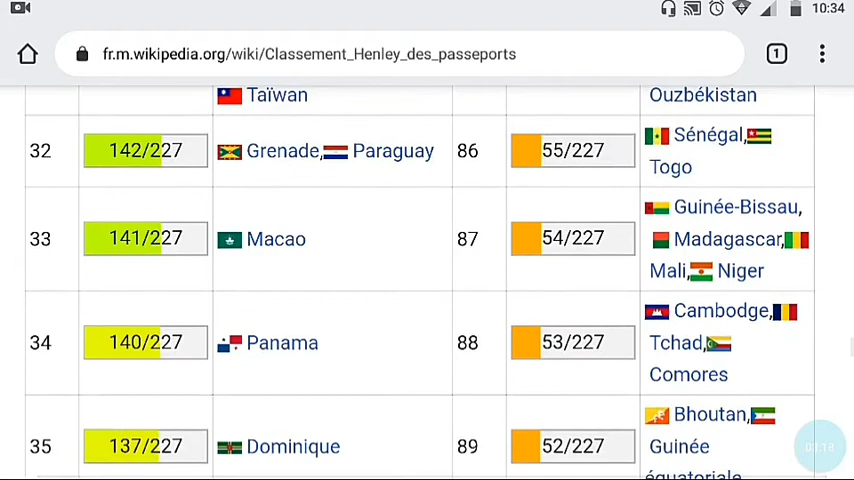 10:34
fr.m.wikipedia.org/wiki/Classement_Henley_des_passeports
1
Taïwan
Ouzbékistan
32
142/227
Grenade, Paraguay
86
55/227
Sénégal,
Togo
33
141/227
Macao
87
54/227
Guinée-Bissau,
Madagascar,
Mali, Niger
34
140/227
Panama
88
53/227
Cambodge,
Tchad,
Comores
35
137/227
Dominique
89
52/227
Bhoutan,
Guinée
équatoriale